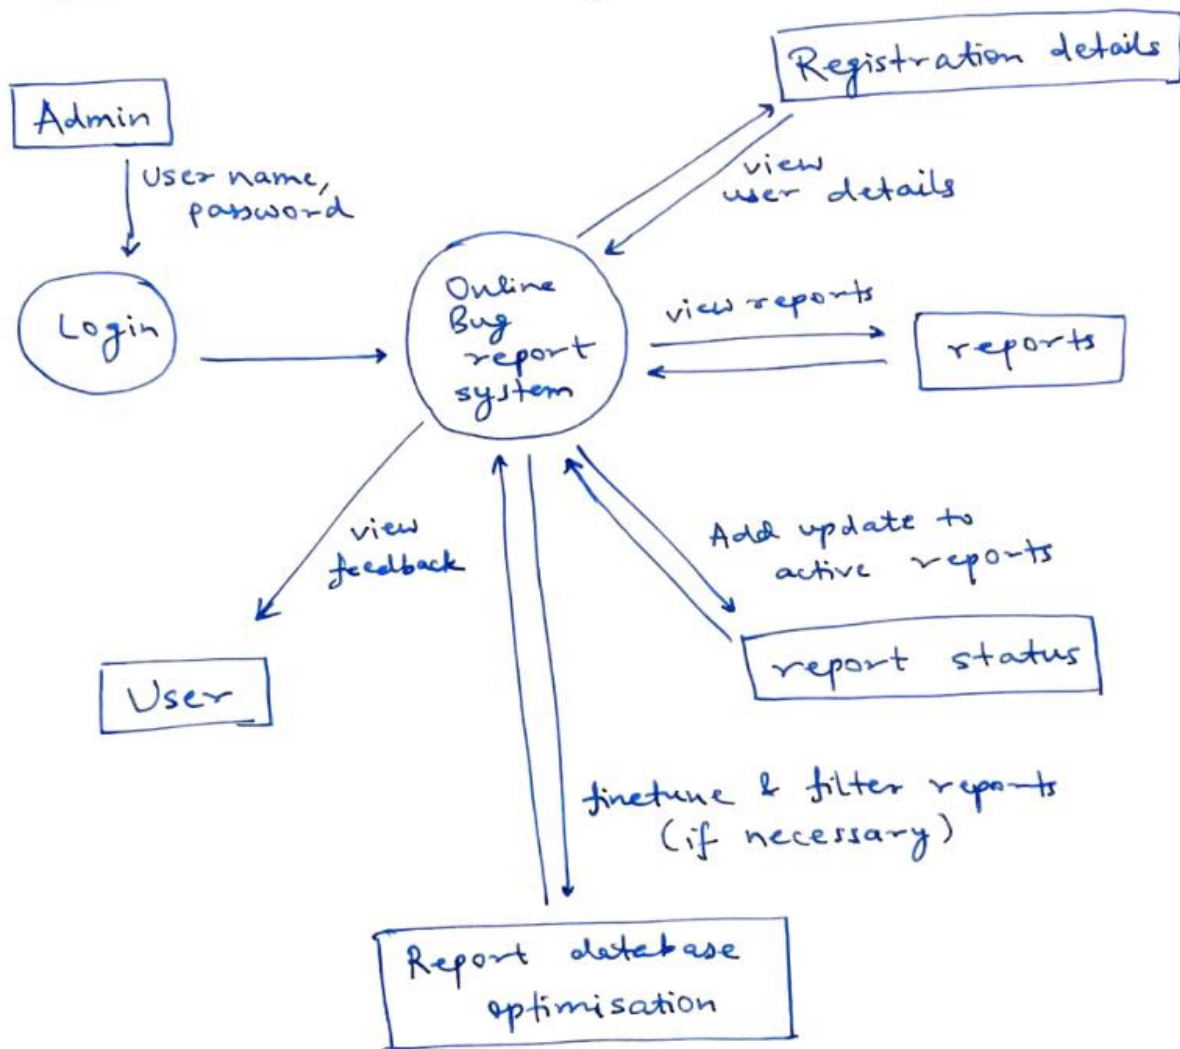 Registration details
Admin
User name,
password
view
user details
Login
Online
Bug
report
system
view reports
reports
view
feedback
Add update to
active reports
User
report status
finetune & filter reports
(if necessary)
Report database
optimisation